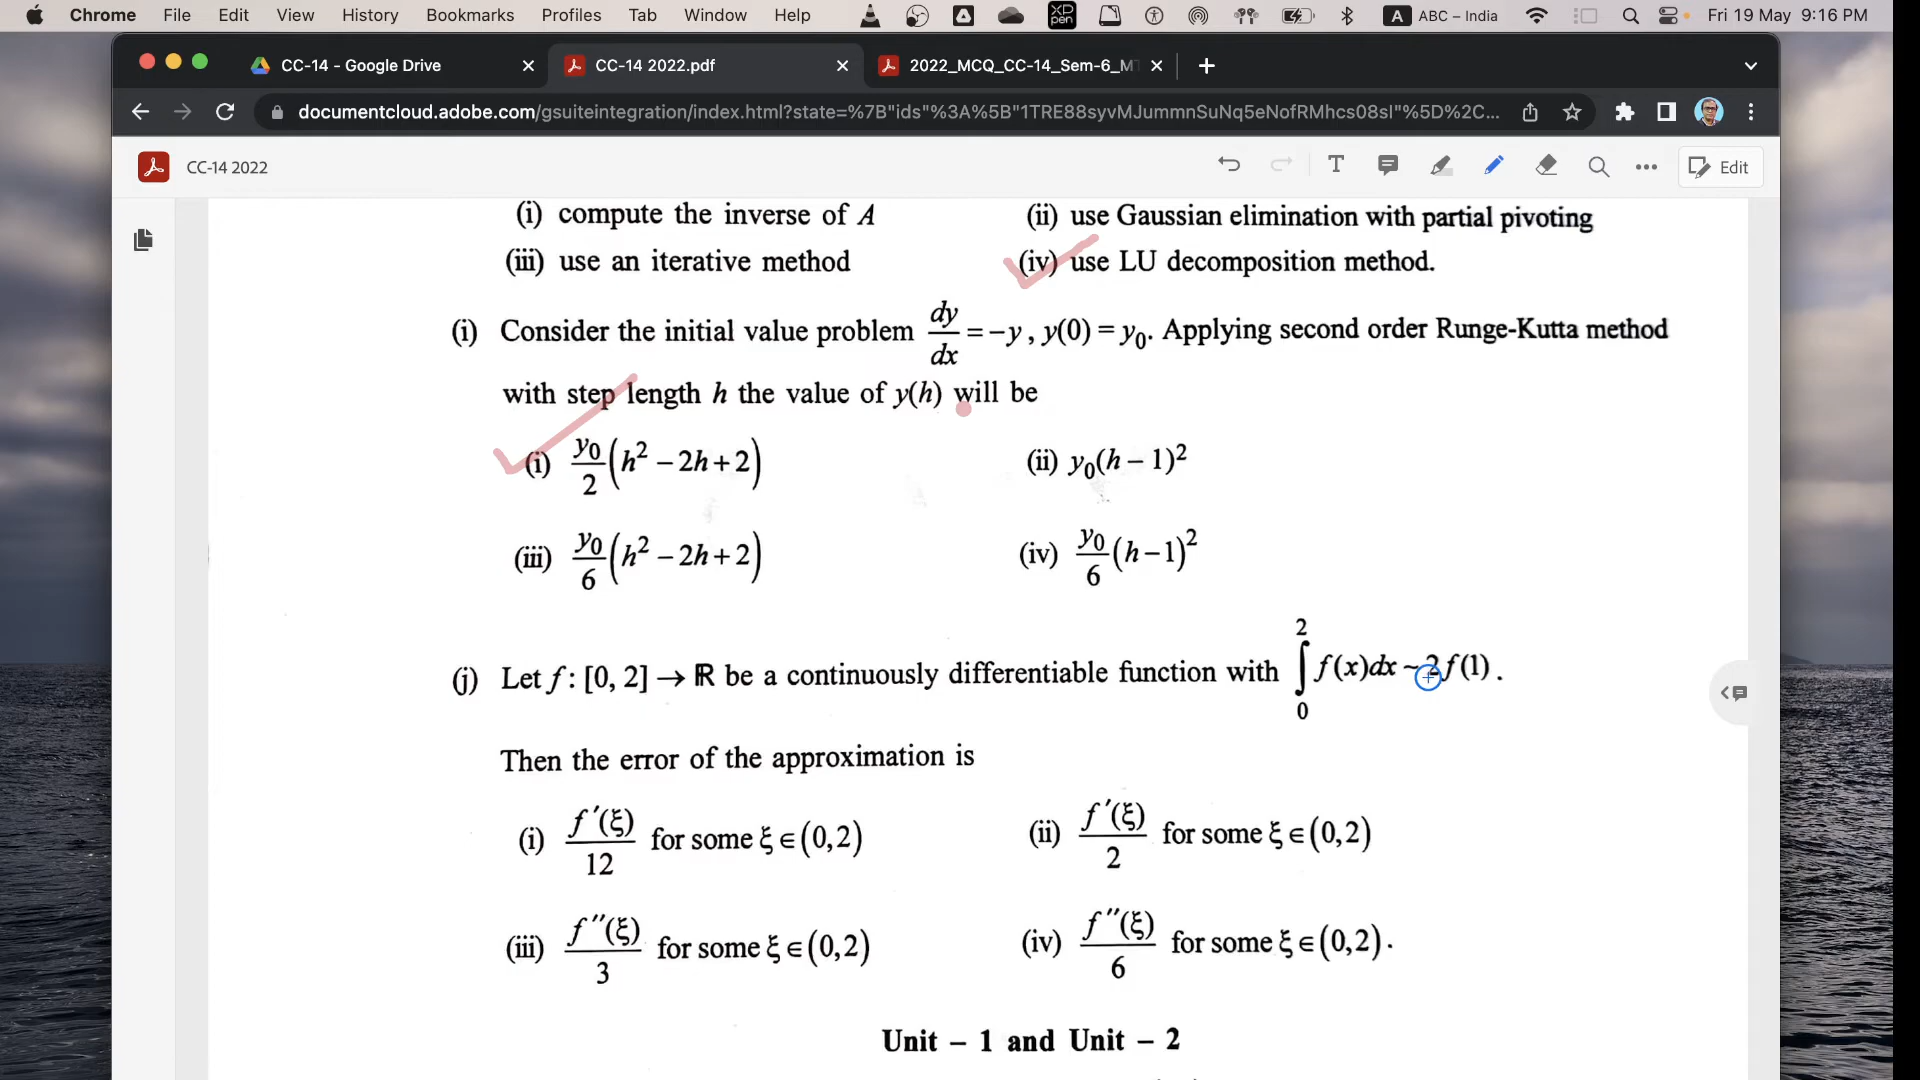 Chrome File Edit View History Bookmarks Profiles Tab Window Help XD pen A ABC – India Fri 19 May 9:16 PM
CC-14 - Google Drive CC-14 2022.pdf 2022_MCQ_CC-14_Sem-6_M
documentcloud.adobe.com/gsuiteintegration/index.html?state=%7B"ids"%3A%5B"1TRE88syvMJummnSuNq5eNofRMhcs08sl"%5D%2C...
CC-14 2022 Edit
(i) compute the inverse of A (ii) use Gaussian elimination with partial pivoting
(iii) use an iterative method (iv) use LU decomposition method.
(i) Consider the initial value problem dy/dx = –y, y(0) = y₀. Applying second order Runge-Kutta method
with step length h the value of y(h) will be
(i) y₀/2 (h² – 2h + 2) (ii) y₀(h – 1)²
(iii) y₀/6 (h² – 2h + 2) (iv) y₀/6 (h – 1)²
(j) Let f : [0, 2] → ℝ be a continuously differentiable function with ∫₀² f(x)dx ~ 2f(1).
Then the error of the approximation is
(i) f′(ξ)/12 for some ξ ∈ (0,2) (ii) f′(ξ)/2 for some ξ ∈ (0,2)
(iii) f″(ξ)/3 for some ξ ∈ (0,2) (iv) f″(ξ)/6 for some ξ ∈ (0,2).
Unit – 1 and Unit – 2